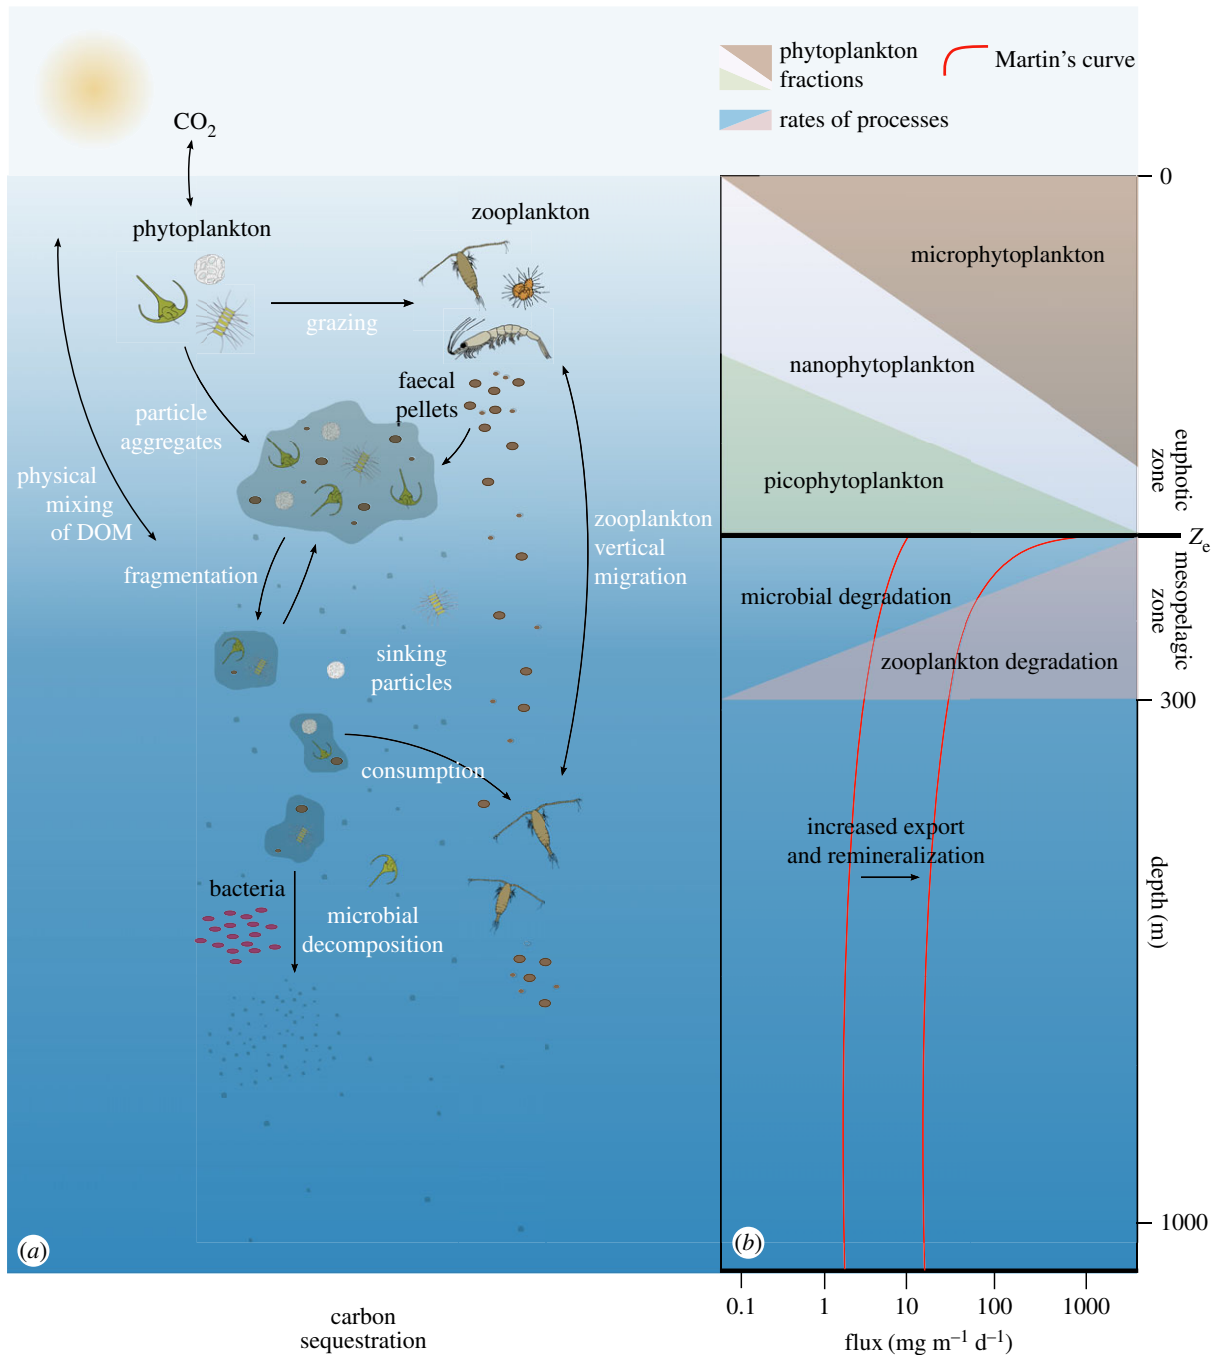 phytoplankton
fractions
Martin's curve
rates of processes
CO2
phytoplankton
zooplankton
grazing
faecal
pellets
particle
aggregates
physical
mixing
of DOM
fragmentation
zooplankton
vertical
migration
sinking
particles
consumption
bacteria
microbial
decomposition
(a)
carbon
sequestration
microphytoplankton
nanophytoplankton
picophytoplankton
microbial degradation
zooplankton degradation
increased export
and remineralization
(b)
0
euphotic
zone
Ze
mesopelagic
zone
300
depth (m)
1000
0.1 1 10 100 1000
flux (mg m⁻¹ d⁻¹)